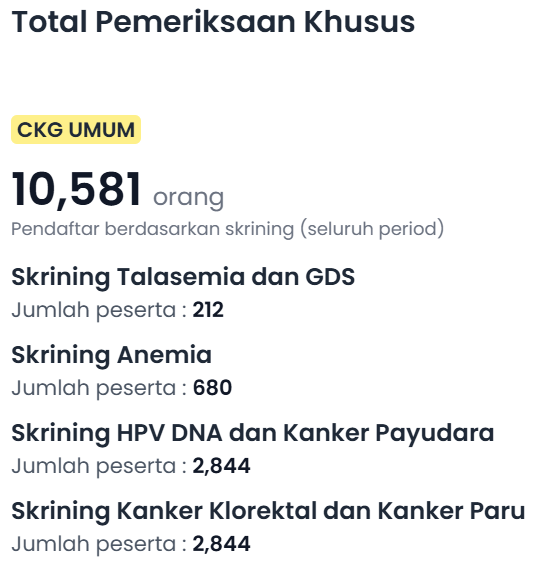 Total Pemeriksaan Khusus
CKG UMUM
10,581 orang
Pendaftar berdasarkan skrining (seluruh period)
Skrining Talasemia dan GDS
Jumlah peserta : 212
Skrining Anemia
Jumlah peserta : 680
Skrining HPV DNA dan Kanker Payudara
Jumlah peserta : 2,844
Skrining Kanker Klorektal dan Kanker Paru
Jumlah peserta : 2,844